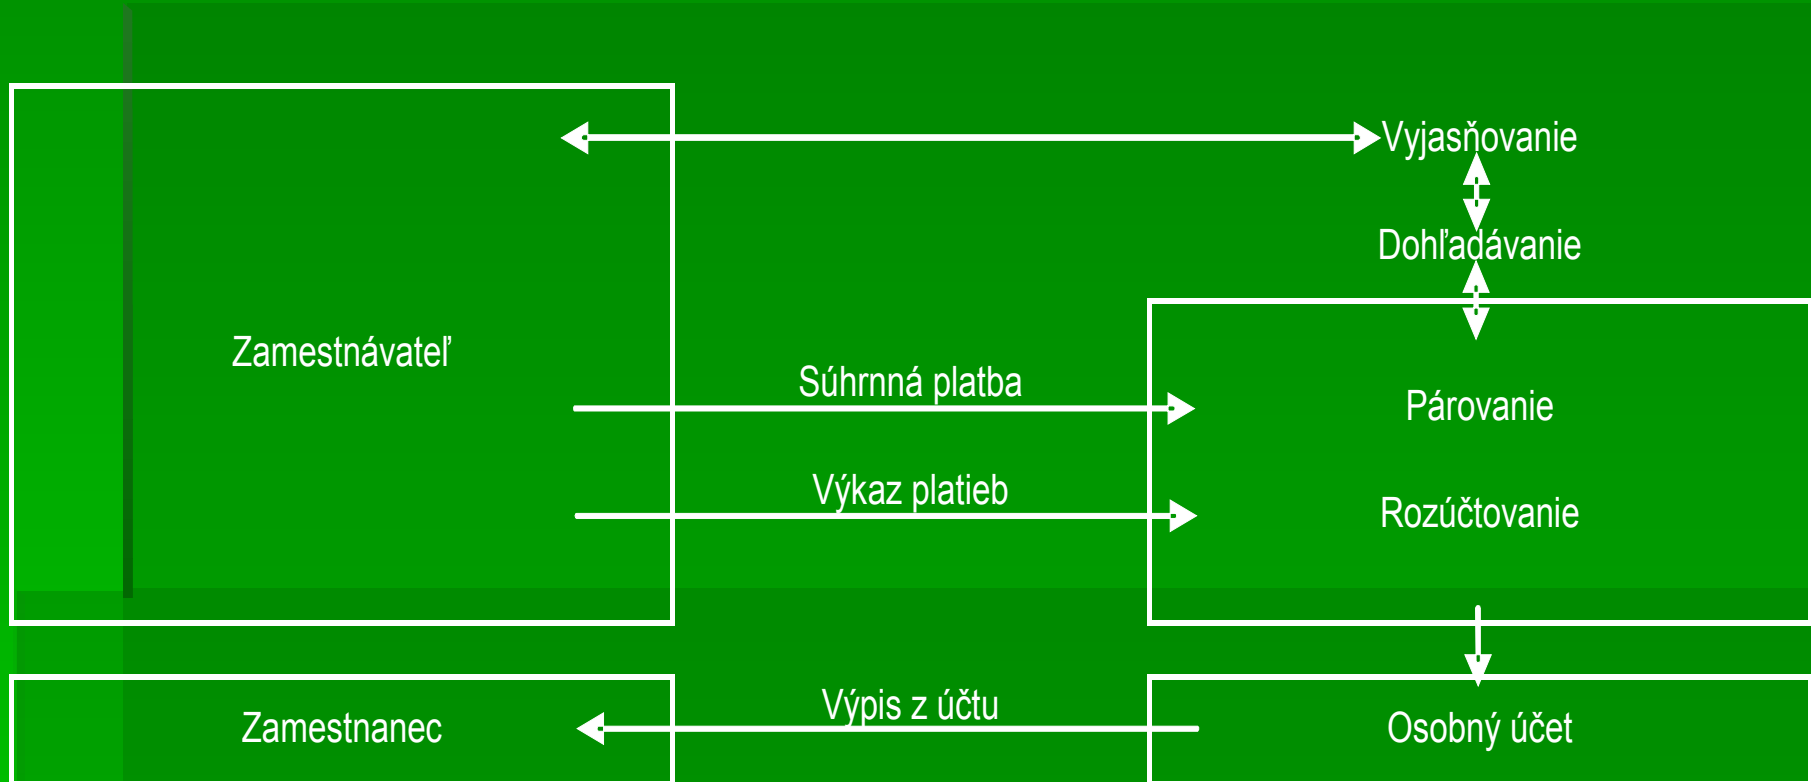 Vyjasňovanie
Dohľadávanie
Zamestnávateľ
Súhrnná platba
Párovanie
Výkaz platieb
Rozúčtovanie
Výpis z účtu
Zamestnanec
Osobný účet